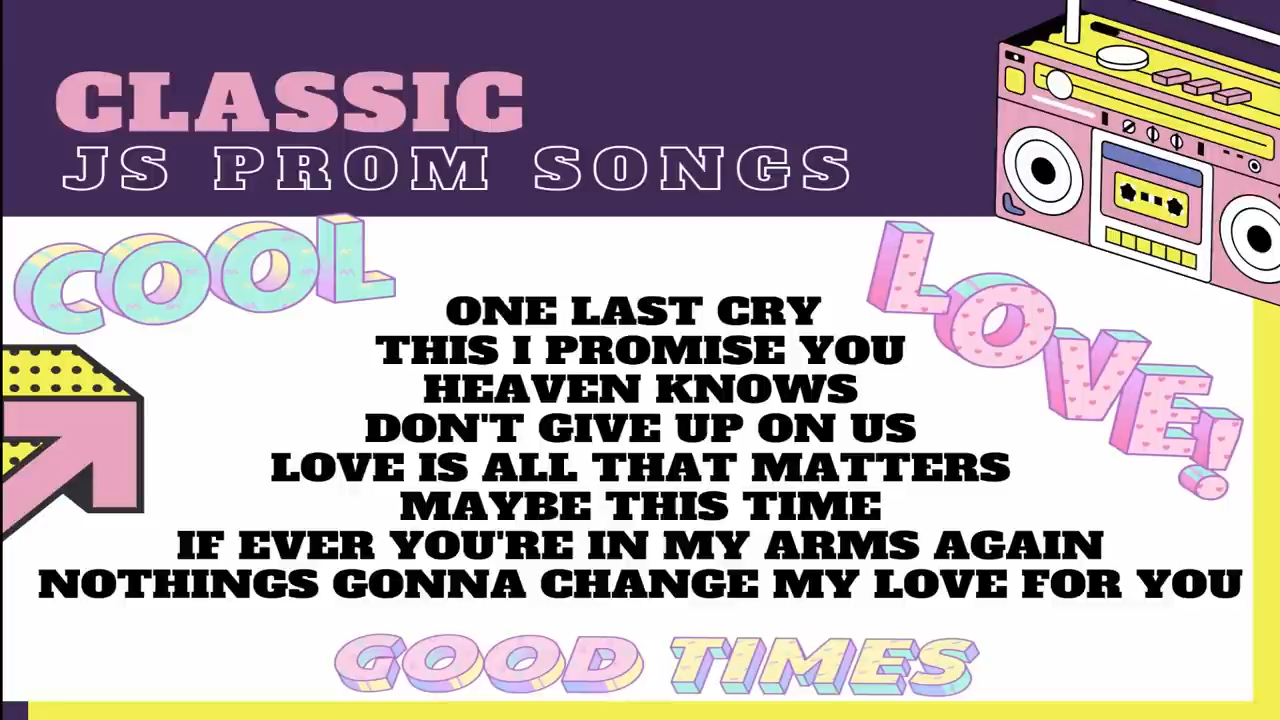 CLASSIC
JS PROM SONGS
COOL
LOVE!
ONE LAST CRY
THIS I PROMISE YOU
HEAVEN KNOWS
DON'T GIVE UP ON US
LOVE IS ALL THAT MATTERS
MAYBE THIS TIME
IF EVER YOU'RE IN MY ARMS AGAIN
NOTHINGS GONNA CHANGE MY LOVE FOR YOU
GOOD TIMES